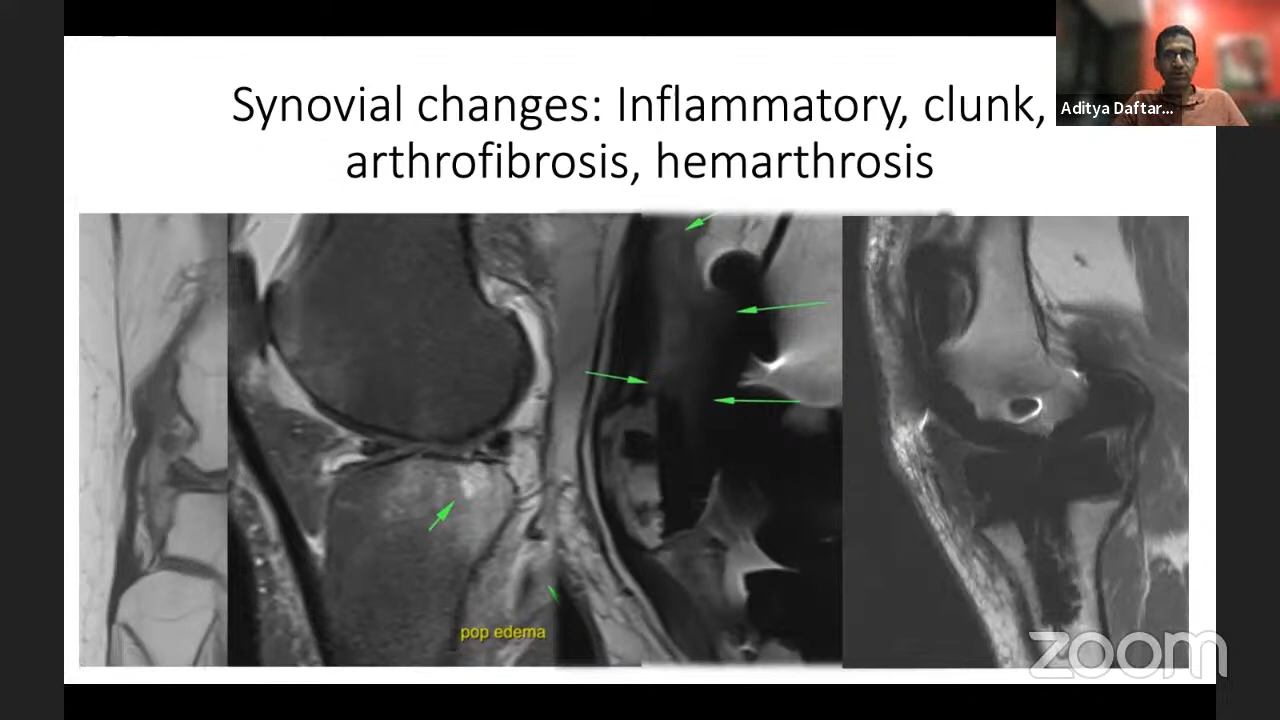 Synovial changes: Inflammatory, clunk,
arthrofibrosis, hemarthrosis
Aditya Daftar...
pop edema
zoom